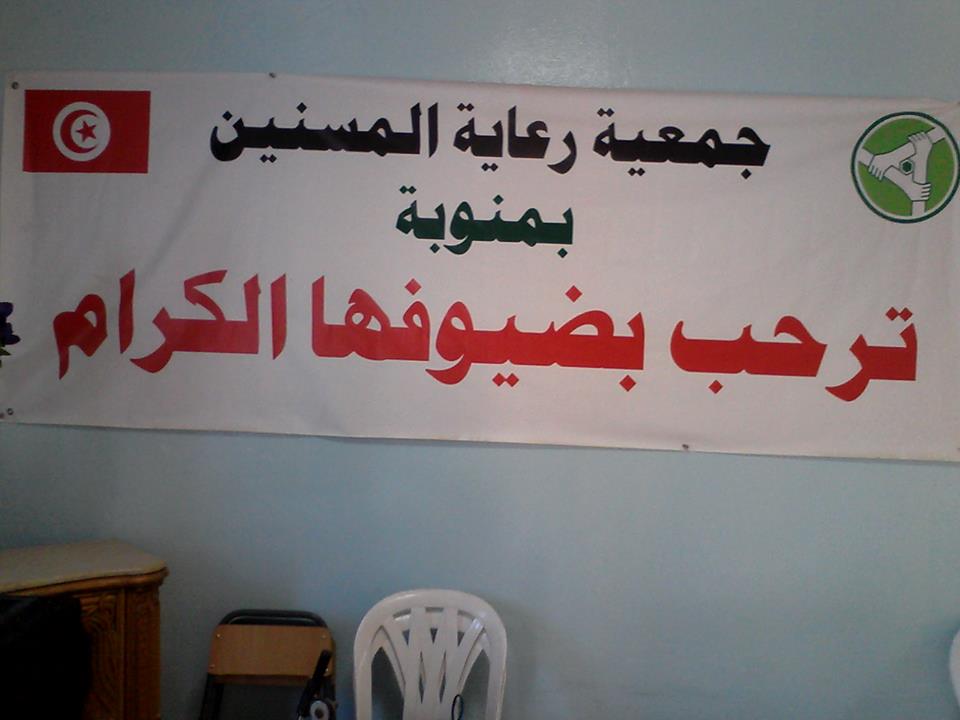 جمعية رعاية المسنين
بمنوبة
ترحب بضيوفها الكرام